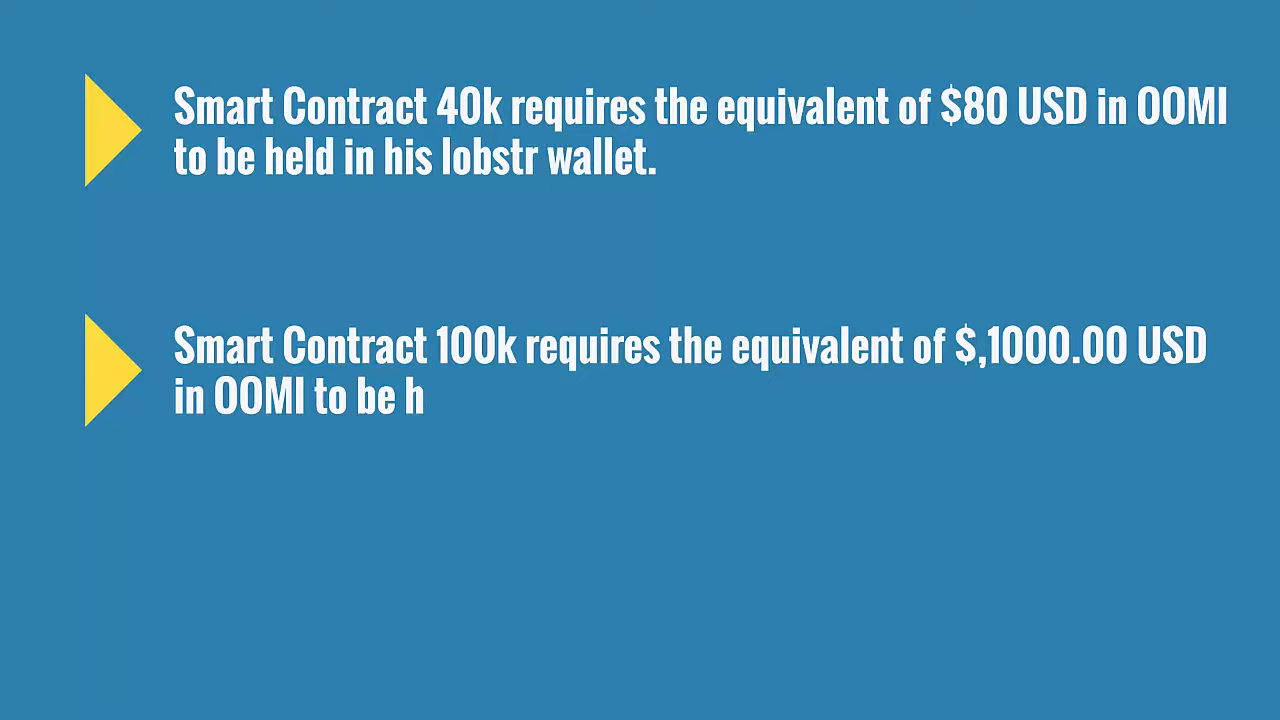 Smart Contract 40k requires the equivalent of $80 USD in OOMI
to be held in his lobstr wallet.
Smart Contract 100k requires the equivalent of $,1000.00 USD
in OOMI to be h